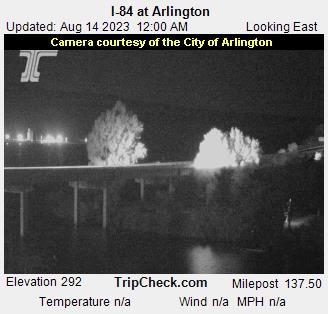 I-84 at Arlington
Updated: Aug 14 2023 12:00 AM Looking East
Camera courtesy of the City of Arlington
Elevation 292 TripCheck.com Milepost 137.50
Temperature n/a Wind n/a MPH n/a